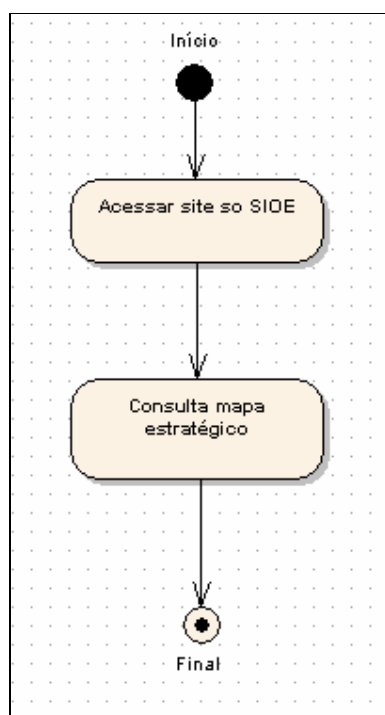 Início
Acessar site so SIOE
Consulta mapa
estratégico
Final